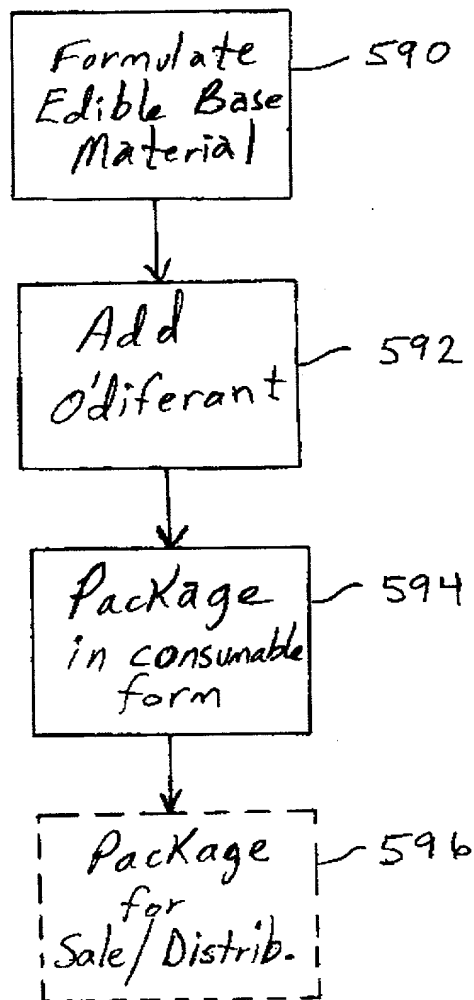 Formulate
Edible Base
Material
590
Add
O'diferant
592
Package
in consumable
form
594
Package
for
Sale/Distrib.
596